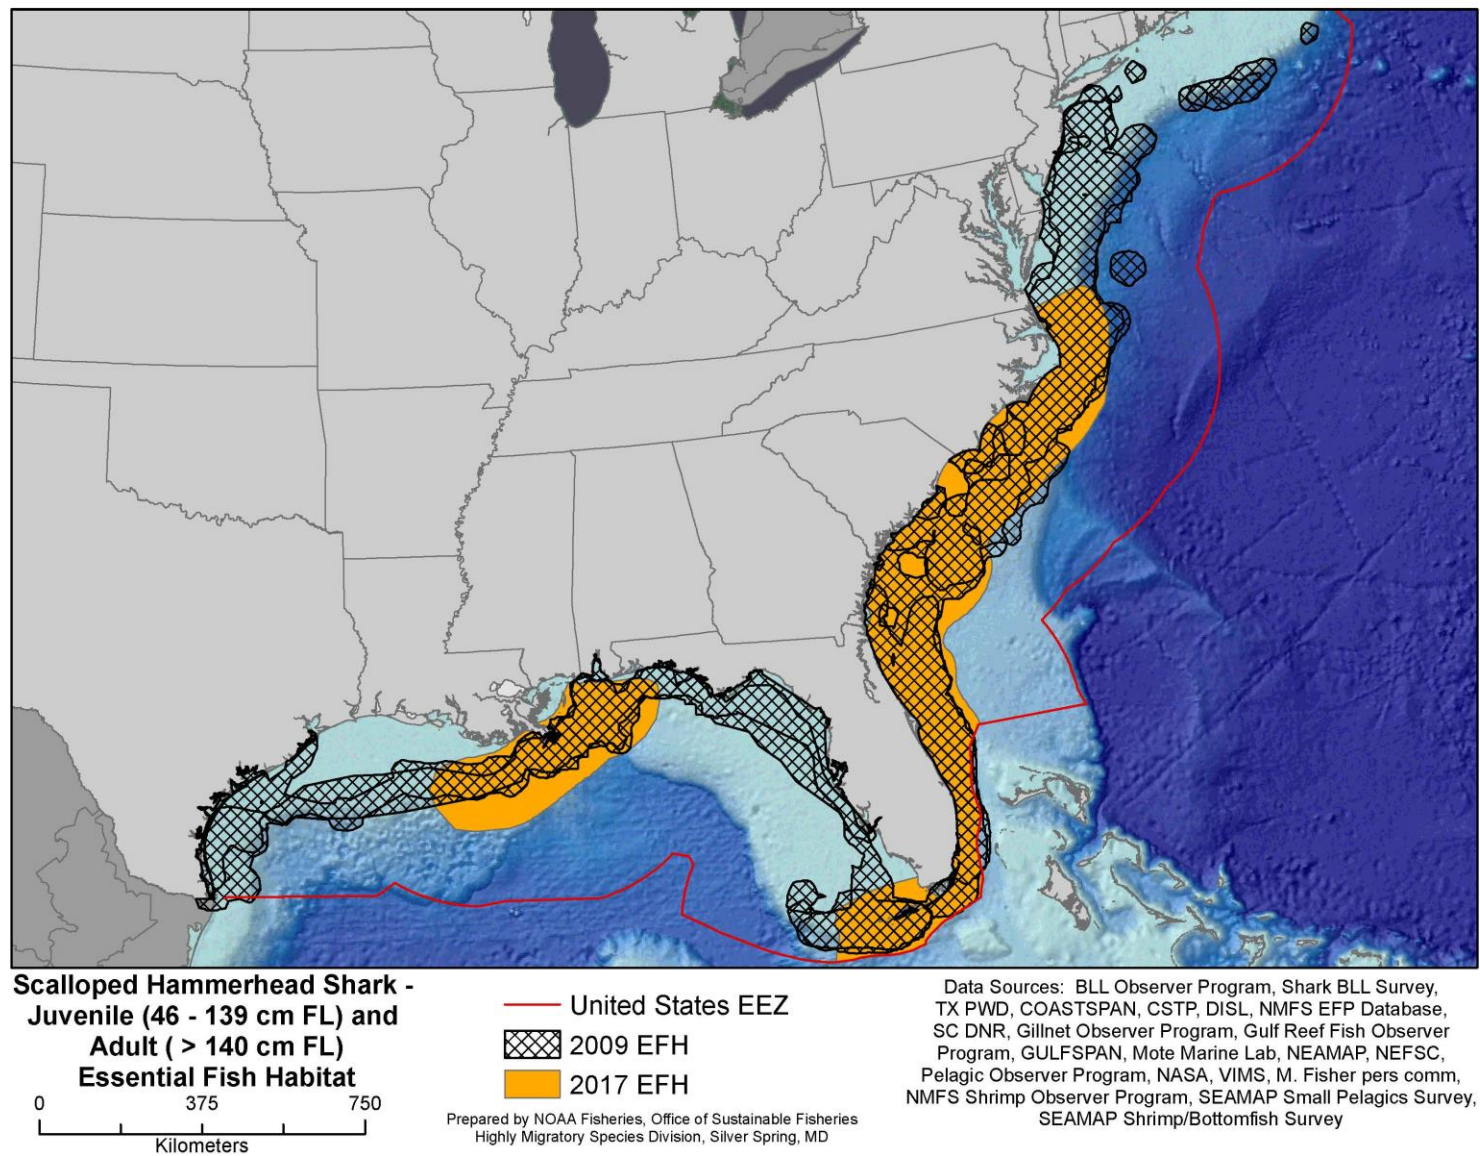 Scalloped Hammerhead Shark -
Juvenile (46 - 139 cm FL) and
Adult ( > 140 cm FL)
Essential Fish Habitat
0 375 750
Kilometers
United States EEZ
2009 EFH
2017 EFH
Prepared by NOAA Fisheries, Office of Sustainable Fisheries
Highly Migratory Species Division, Silver Spring, MD
Data Sources: BLL Observer Program, Shark BLL Survey,
TX PWD, COASTSPAN, CSTP, DISL, NMFS EFP Database,
SC DNR, Gillnet Observer Program, Gulf Reef Fish Observer
Program, GULFSPAN, Mote Marine Lab, NEAMAP, NEFSC,
Pelagic Observer Program, NASA, VIMS, M. Fisher pers comm,
NMFS Shrimp Observer Program, SEAMAP Small Pelagics Survey,
SEAMAP Shrimp/Bottomfish Survey